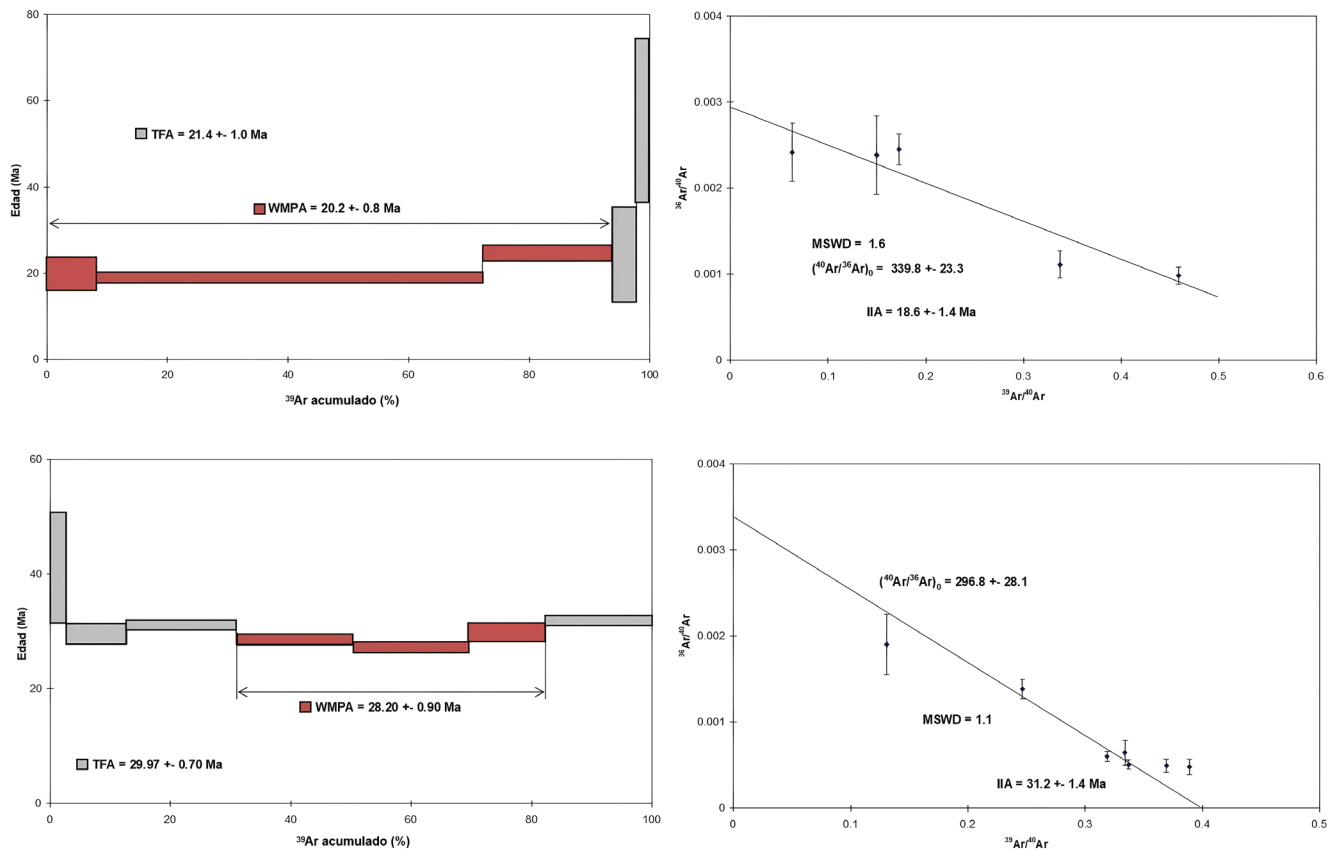 80
60
40
20
0
Edad (Ma)
TFA = 21.4 +- 1.0 Ma
WMPA = 20.2 +- 0.8 Ma
0 20 40 60 80 100
³⁹Ar acumulado (%)
0.004
0.003
0.002
0.001
0
³⁶Ar/⁴⁰Ar
MSWD = 1.6
(⁴⁰Ar/³⁶Ar)₀ = 339.8 +- 23.3
IIA = 18.6 +- 1.4 Ma
0 0.1 0.2 0.3 0.4 0.5 0.6
³⁹Ar/⁴⁰Ar
60
40
20
0
Edad (Ma)
WMPA = 28.20 +- 0.90 Ma
TFA = 29.97 +- 0.70 Ma
0 20 40 60 80 100
³⁹Ar acumulado (%)
0.004
0.003
0.002
0.001
0
³⁶Ar/⁴⁰Ar
(⁴⁰Ar/³⁶Ar)₀ = 296.8 +- 28.1
MSWD = 1.1
IIA = 31.2 +- 1.4 Ma
0 0.1 0.2 0.3 0.4 0.5
³⁹Ar/⁴⁰Ar